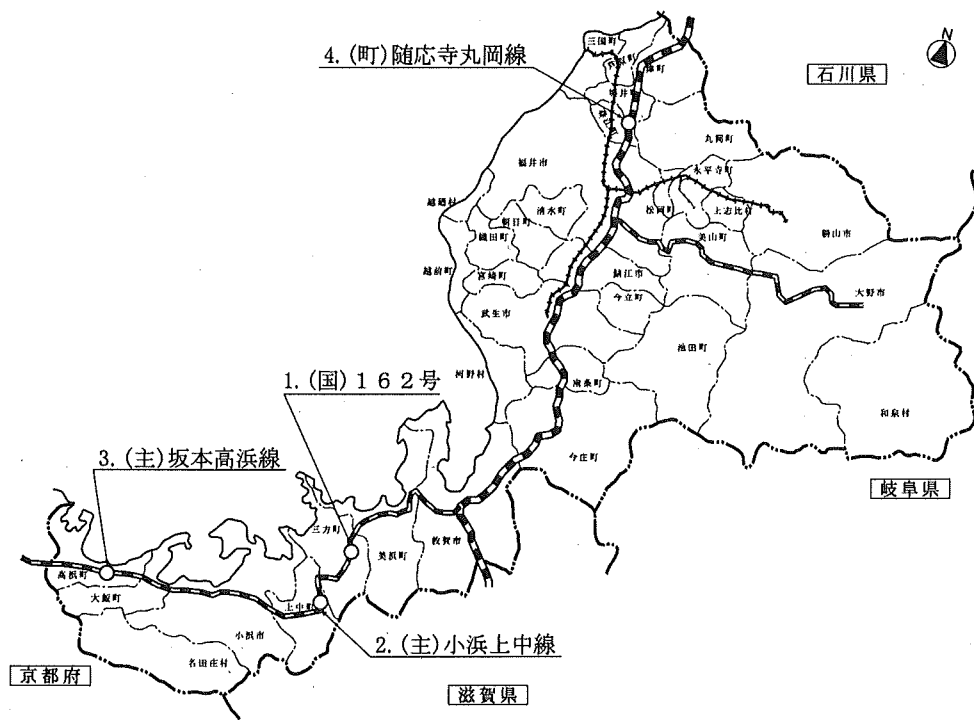 三国町
N
4. (町)随応寺丸岡線
石川県
丸岡町
福井市
永平寺町
越廼村
清水町
朝日町
松岡町
上志比村
織田町
美山町
勝山市
越前町
宮崎町
鯖江市
大野市
今立町
武生市
池田町
河野村
南条町
1. (国) 1 6 2 号
和泉村
今庄町
3. (主)坂本高浜線
岐阜県
三方町
美浜町
敦賀市
高浜町
大飯町
上中町
小浜市
2. (主)小浜上中線
名田庄村
京都府
滋賀県